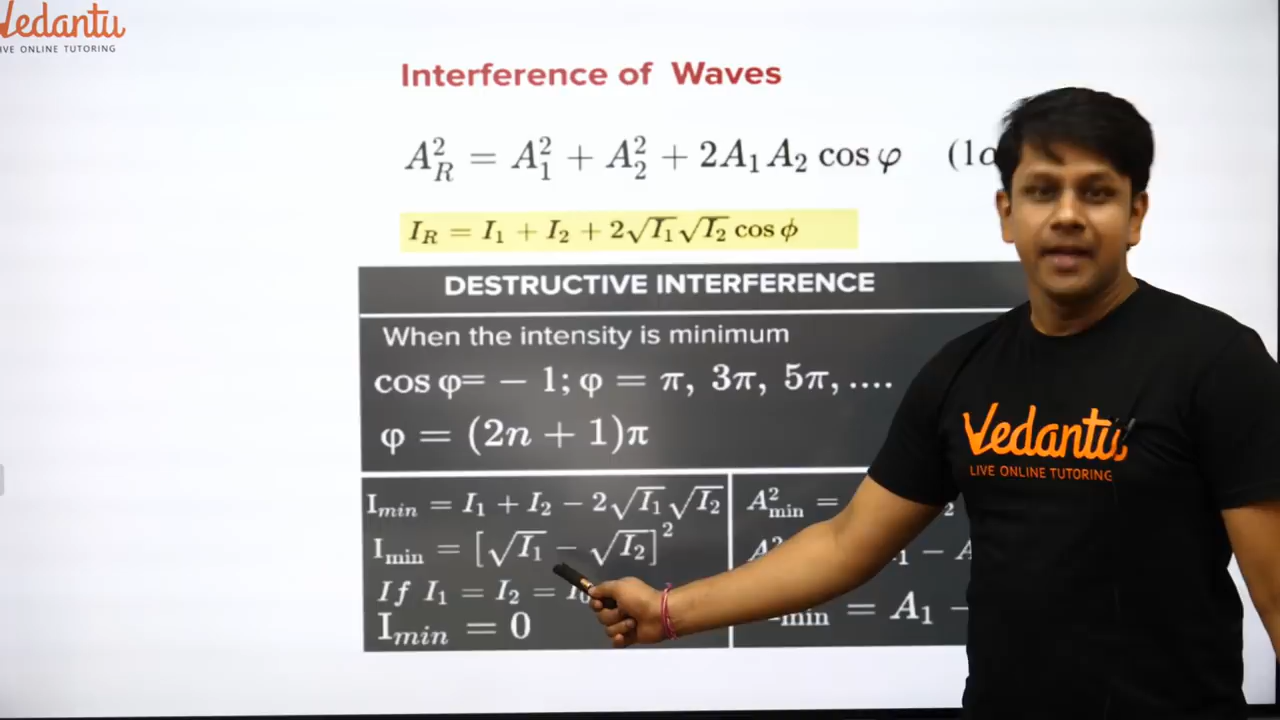 Vedantu
LIVE ONLINE TUTORING
Interference of Waves
A_R^2 = A_1^2 + A_2^2 + 2A_1 A_2 cos φ
I_R = I_1 + I_2 + 2√I_1 √I_2 cos ϕ
DESTRUCTIVE INTERFERENCE
When the intensity is minimum
cos φ= − 1; φ = π, 3π, 5π, ....
φ = (2n + 1)π
I_min = I_1 + I_2 − 2√I_1 √I_2
I_min = [√I_1 − √I_2]^2
If I_1 = I_2 =
I_min = 0
A_min^2 =
= A_1 −
Vedantu
LIVE ONLINE TUTORING